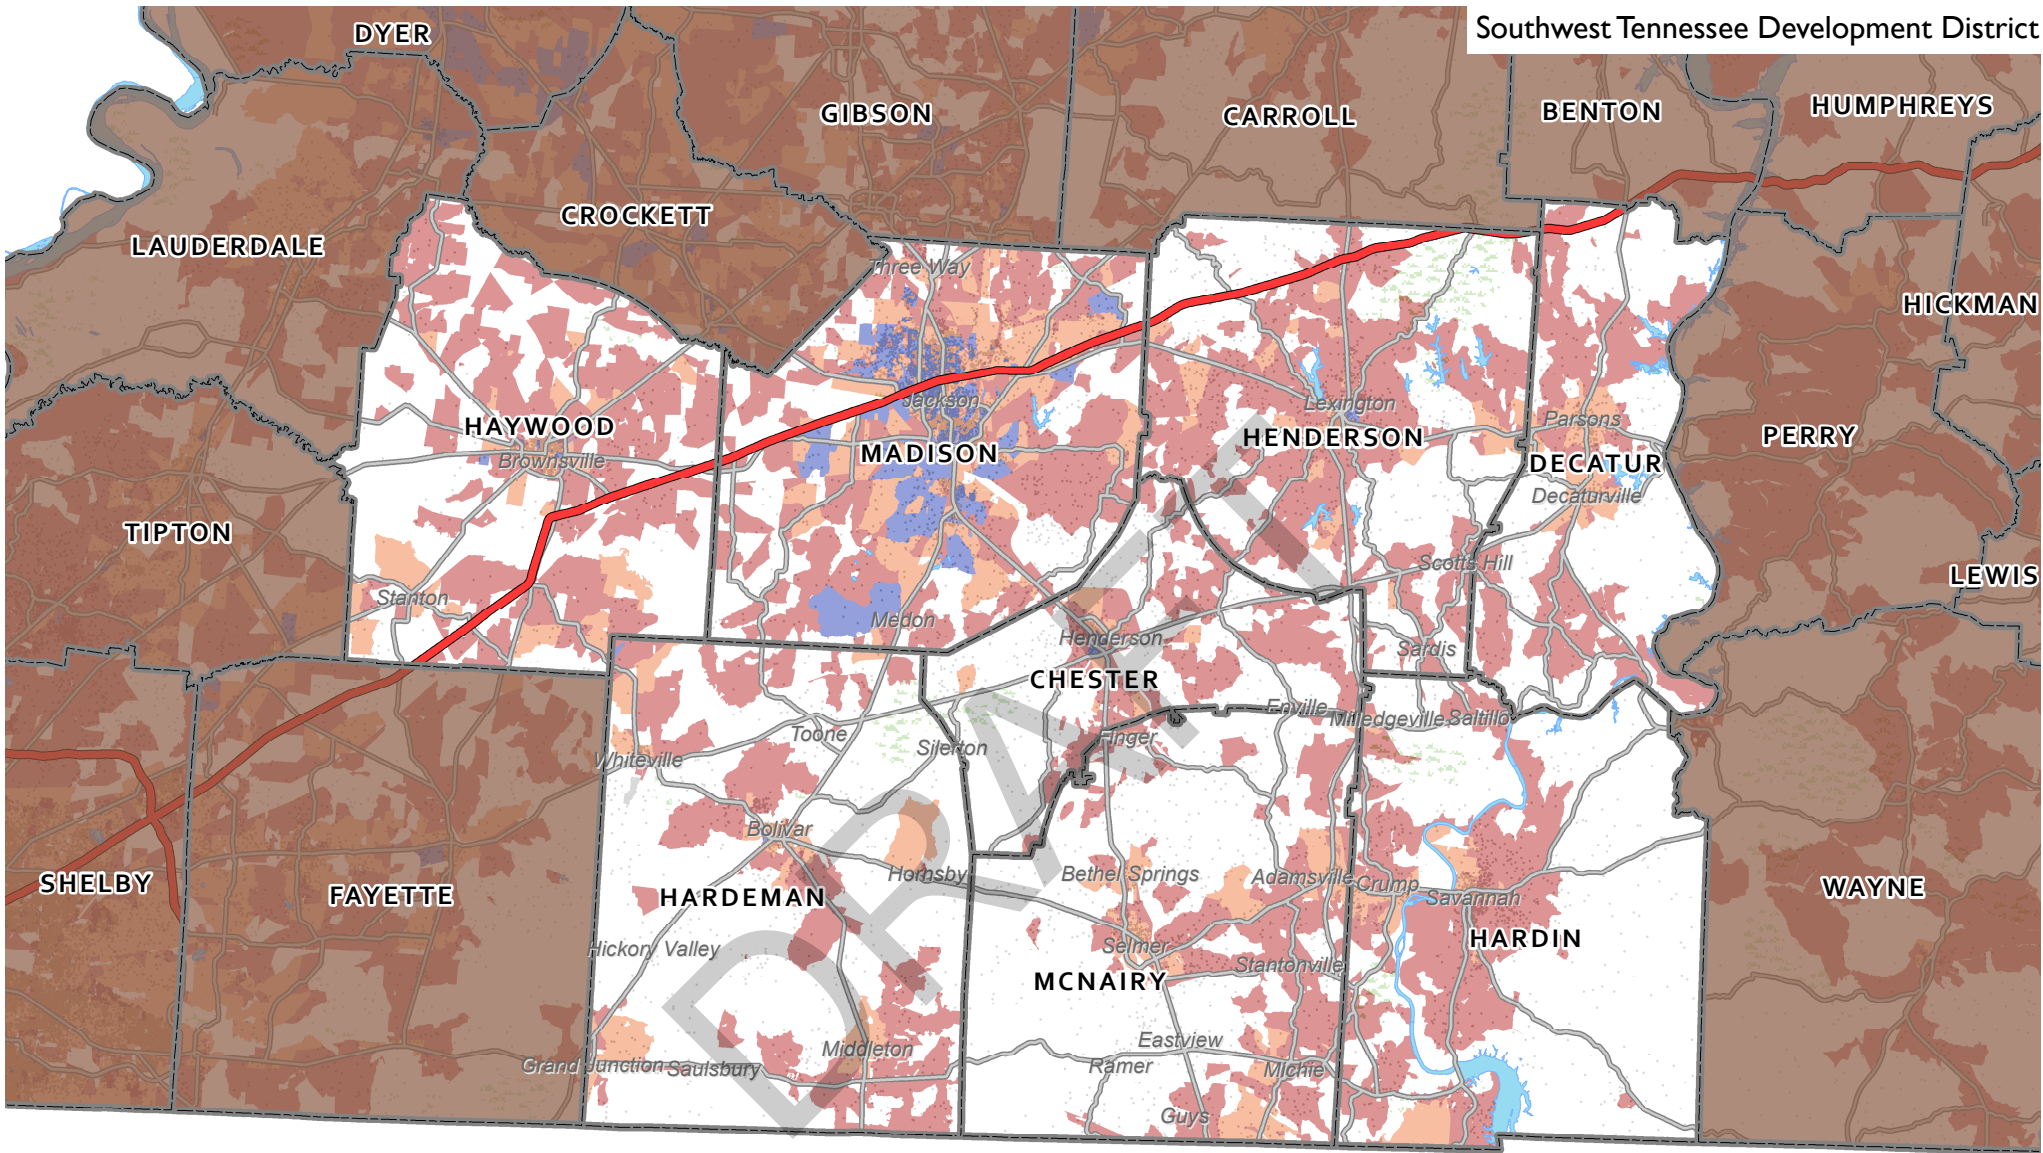 Southwest Tennessee Development District
DYER
GIBSON
CARROLL
BENTON
HUMPHREYS
CROCKETT
LAUDERDALE
Three Way
HICKMAN
Jackson
Lexington
Parsons
HAYWOOD
MADISON
HENDERSON
PERRY
Brownsville
DECATUR
Decaturville
TIPTON
Scotts Hill
LEWIS
Stanton
Medon
Henderson
Sardis
CHESTER
Enville
Milledgeville
Saltillo
Toone
Silerton
Finger
Whiteville
DRAFT
Bolivar
Hornsby
Bethel Springs
Adamsville
Crump
SHELBY
FAYETTE
HARDEMAN
Savannah
WAYNE
Hickory Valley
Selmer
HARDIN
Stantonville
MCNAIRY
Middleton
Eastview
Grand Junction
Saulsbury
Ramer
Michie
Guys